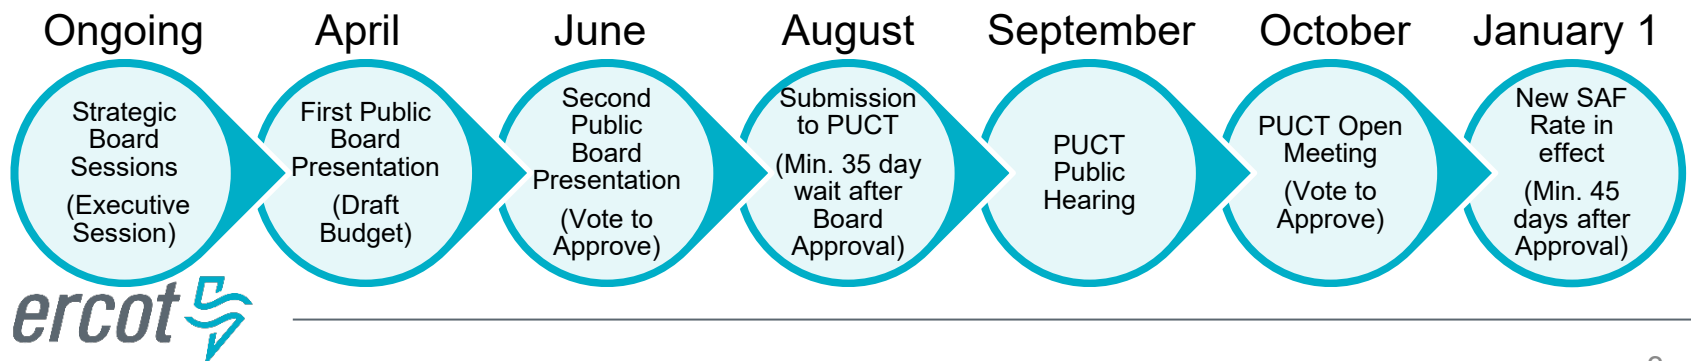 Ongoing
April
June
August
September
October
January 1
Strategic
Board
Sessions
(Executive
Session)
First Public
Board
Presentation
(Draft
Budget)
Second
Public
Board
Presentation
(Vote to
Approve)
Submission
to PUCT
(Min. 35 day
wait after
Board
Approval)
PUCT
Public
Hearing
PUCT Open
Meeting
(Vote to
Approve)
New SAF
Rate in
effect
(Min. 45
days after
Approval)
ercot